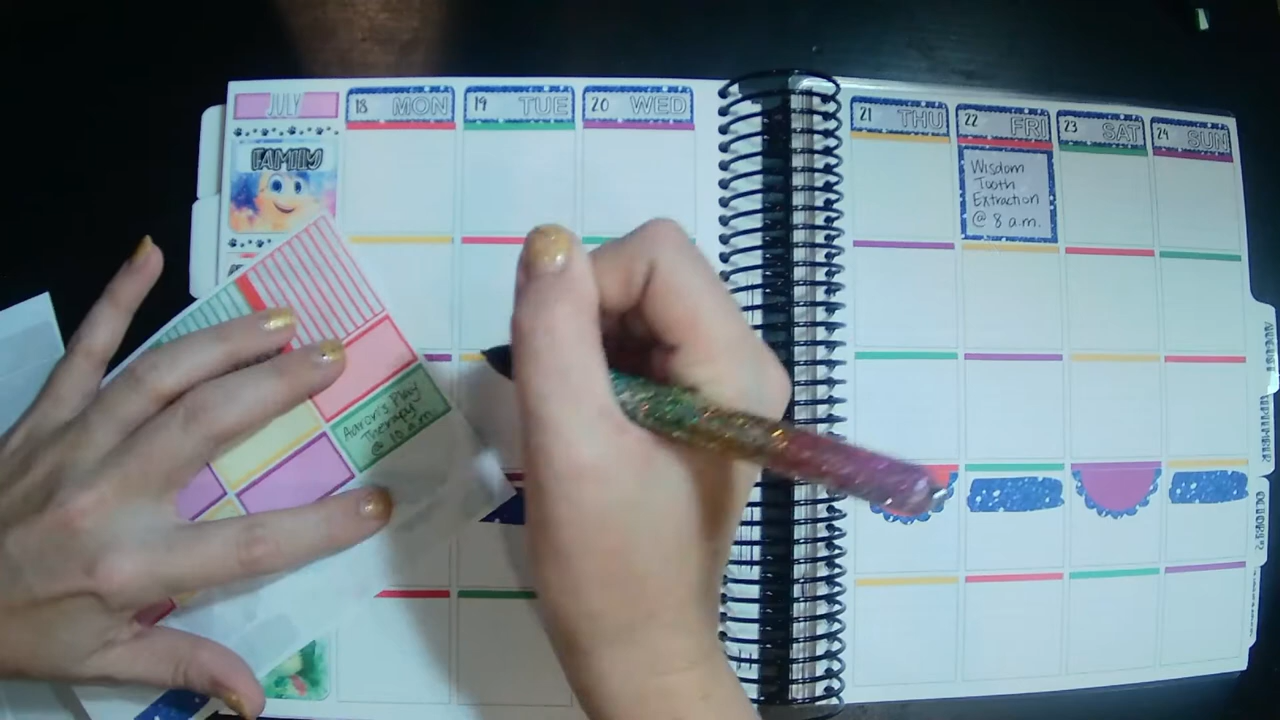 JULY
18 MON
19 TUE
20 WED
21 THU
22 FRI
23 SAT
24 SUN
FAMILY
Wisdom
Tooth
Extraction
@ 8 a.m.
Aaron's Play
Therapy
@ 10 a.m.